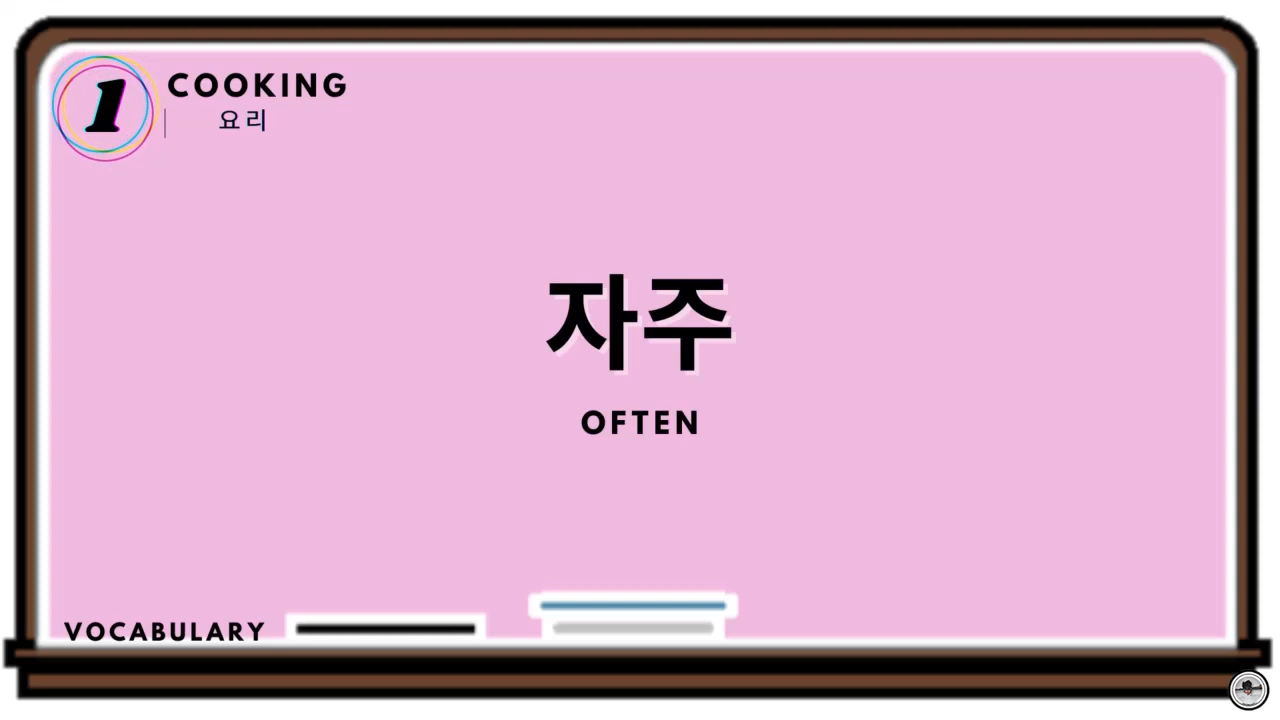 1
COOKING
요리
자주
OFTEN
VOCABULARY